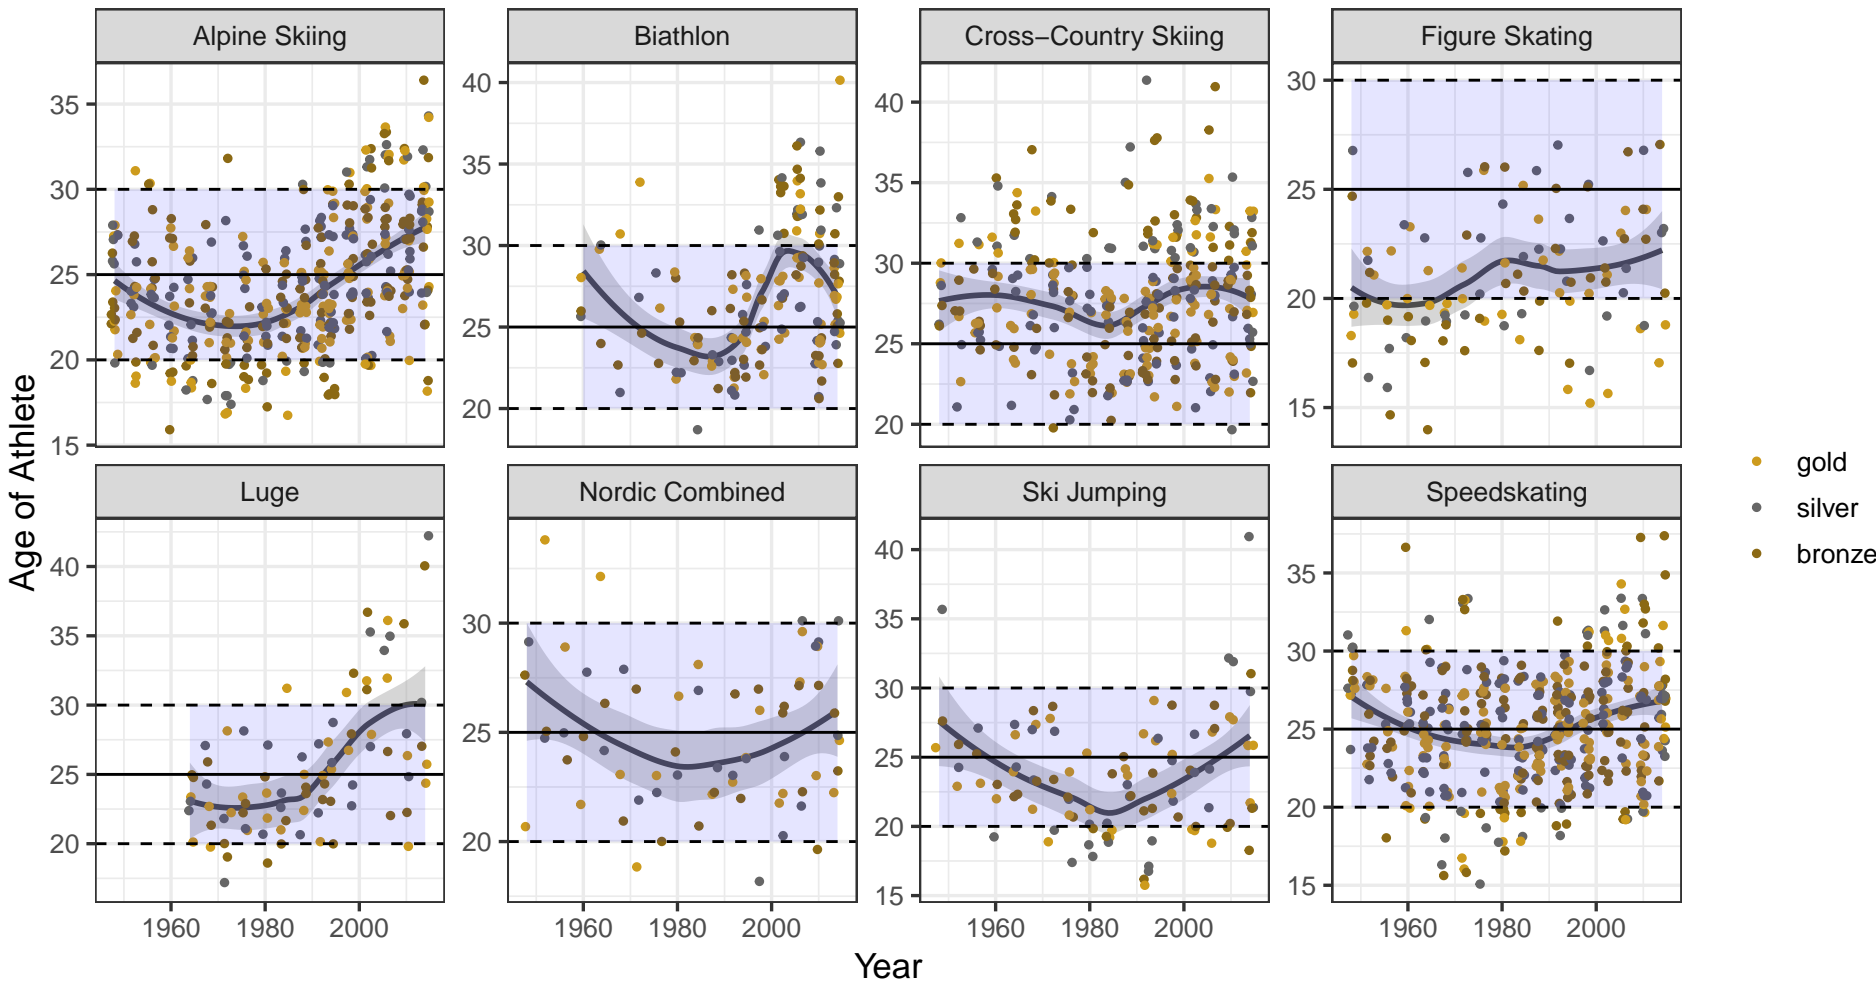 Alpine Skiing
Biathlon
Cross−Country Skiing
Figure Skating
35
30
25
20
15
40
35
30
25
20
40
35
30
25
20
30
25
20
15
Age of Athlete
Luge
Nordic Combined
Ski Jumping
Speedskating
40
35
30
25
20
30
25
20
40
35
30
25
20
15
35
30
25
20
15
1960 1980 2000
1960 1980 2000
1960 1980 2000
1960 1980 2000
Year
gold
silver
bronze